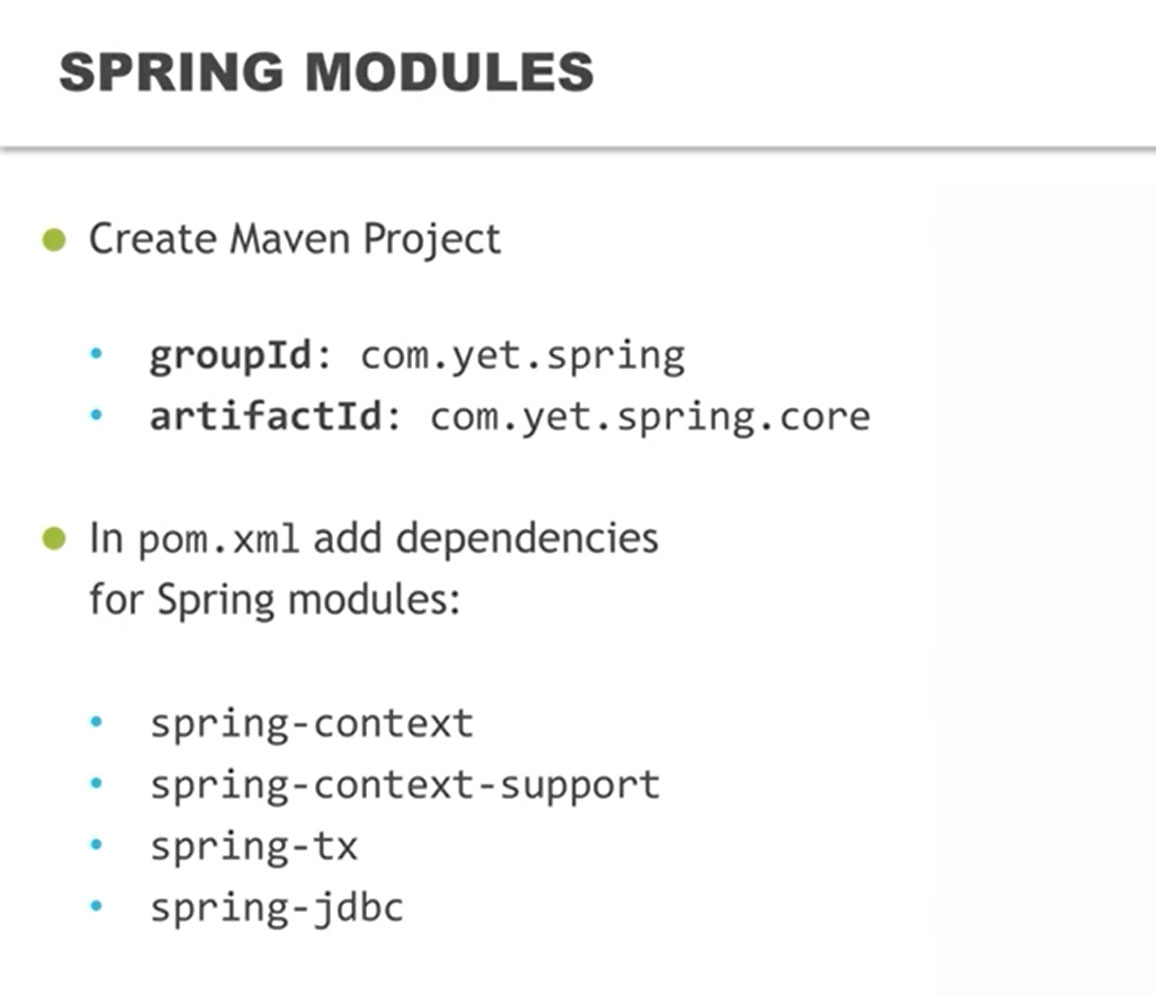 SPRING MODULES
Create Maven Project
groupId: com.yet.spring
artifactId: com.yet.spring.core
In pom.xml add dependencies
for Spring modules:
spring-context
spring-context-support
spring-tx
spring-jdbc